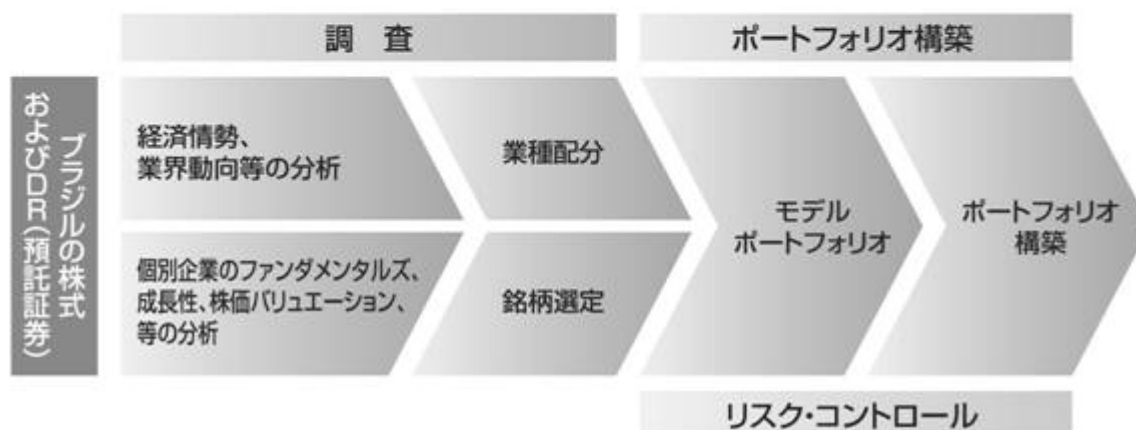 調 査
ポートフォリオ構築
ブラジルの株式
およびDR(預託証券)
経済情勢、
業界動向等の分析
業種配分
個別企業のファンダメンタルズ、
成長性、株価バリュエーション、
等の分析
銘柄選定
モデル
ポートフォリオ
ポートフォリオ
構築
リスク・コントロール